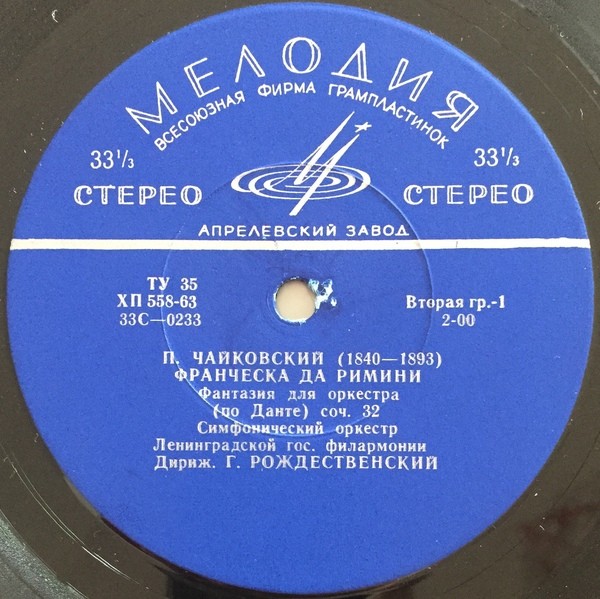 МЕЛОДИЯ
ВСЕСОЮЗНАЯ ФИРМА ГРАМПЛАСТИНОК
33⅓ 33⅓
СТЕРЕО СТЕРЕО
АПРЕЛЕВСКИЙ ЗАВОД
ТУ 35
ХП 558-63 Вторая гр.-1
33С—0233 2-00
П. ЧАЙКОВСКИЙ (1840—1893)
ФРАНЧЕСКА ДА РИМИНИ
Фантазия для оркестра
(по Данте) соч. 32
Симфонический оркестр
Ленинградской гос. филармонии
Дириж. Г. РОЖДЕСТВЕНСКИЙ